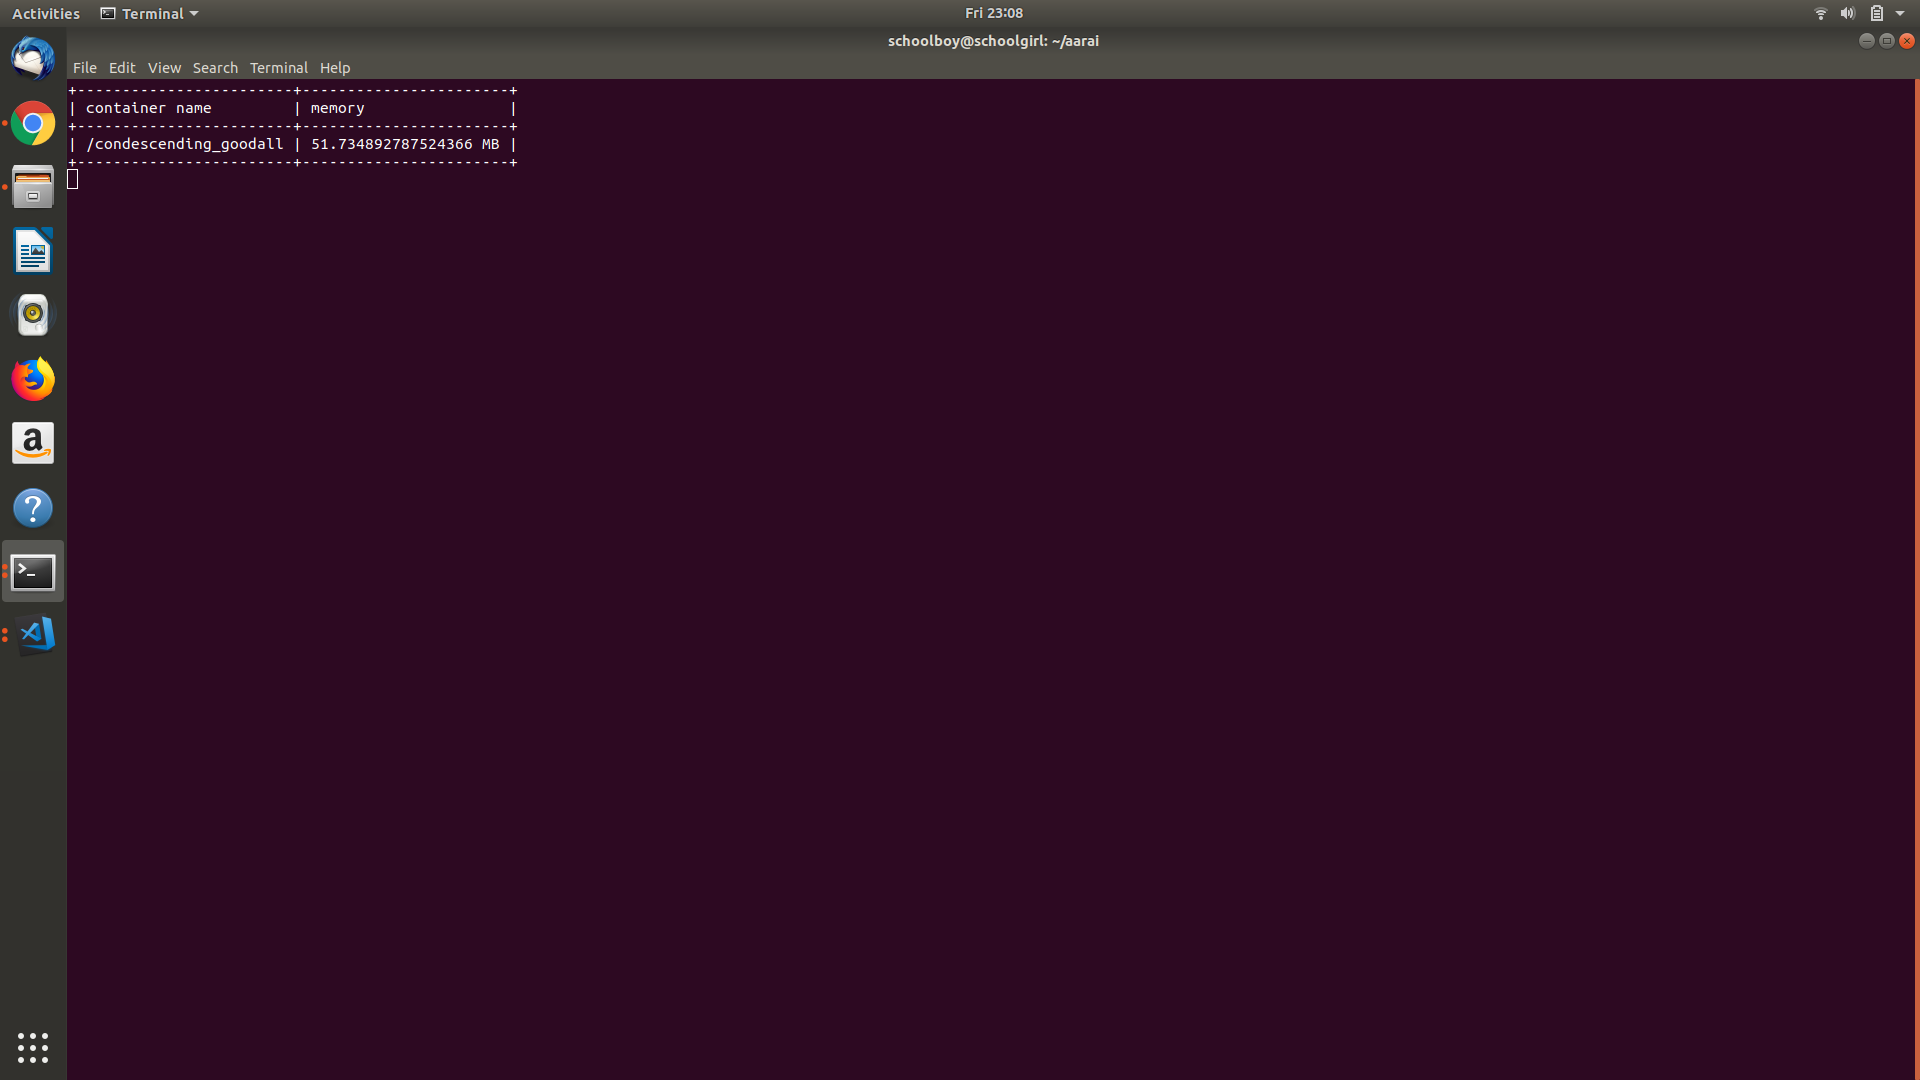 Activities Terminal Fri 23:08
schoolboy@schoolgirl: ~/aarai
File Edit View Search Terminal Help
+------------------------+-----------------------+
| container name         | memory                |
+------------------------+-----------------------+
| /condescending_goodall | 51.734892787524366 MB |
+------------------------+-----------------------+
a
?
>_